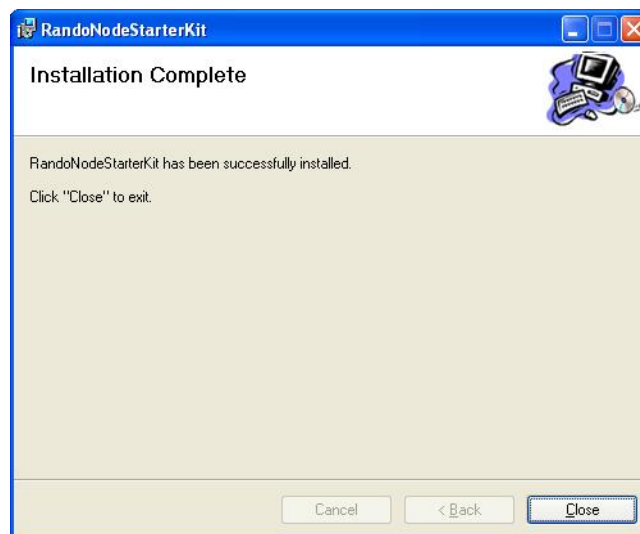 RandoNodeStarterKit
Installation Complete
RandoNodeStarterKit has been successfully installed.
Click "Close" to exit.
Cancel
< Back
Close